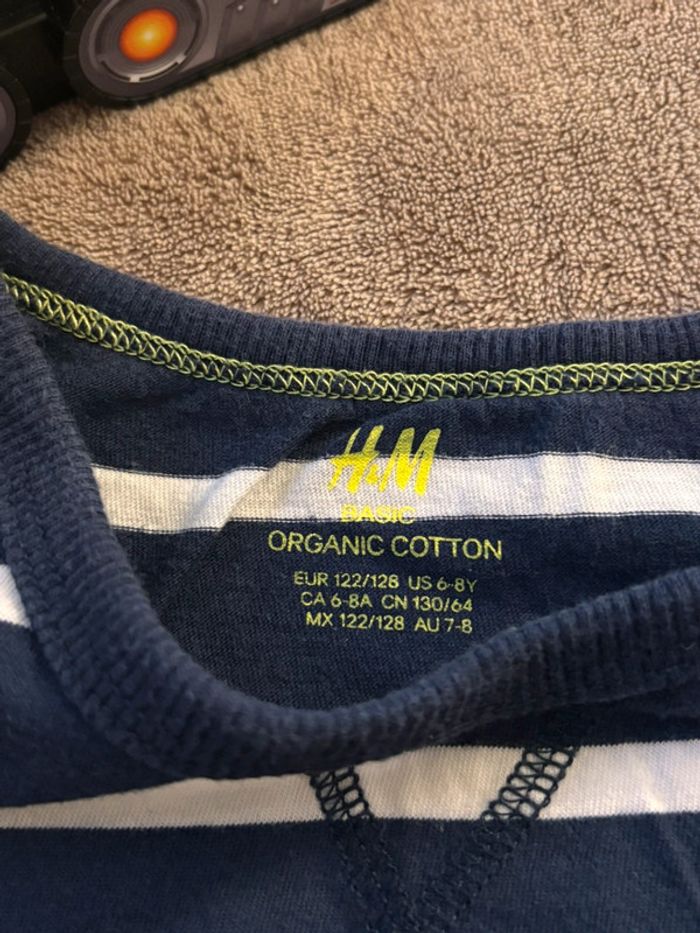 H&M
BASIC
ORGANIC COTTON
EUR 122/128 US 6-8Y
CA 6-8A CN 130/64
MX 122/128 AU 7-8